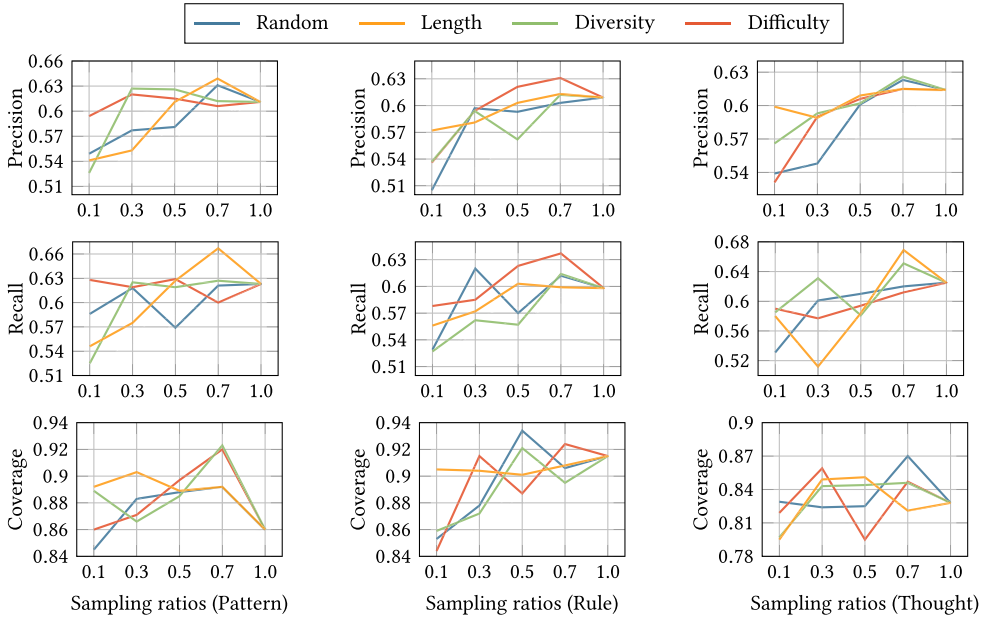 Random Length Diversity Difficulty
Precision
0.66
0.63
0.6
0.57
0.54
0.51
0.1 0.3 0.5 0.7 1.0
Precision
0.63
0.6
0.57
0.54
0.51
0.1 0.3 0.5 0.7 1.0
Precision
0.63
0.6
0.57
0.54
0.1 0.3 0.5 0.7 1.0
Recall
0.66
0.63
0.6
0.57
0.54
0.51
0.1 0.3 0.5 0.7 1.0
Recall
0.63
0.6
0.57
0.54
0.51
0.1 0.3 0.5 0.7 1.0
Recall
0.68
0.64
0.6
0.56
0.52
0.1 0.3 0.5 0.7 1.0
Coverage
0.94
0.92
0.9
0.88
0.86
0.84
0.1 0.3 0.5 0.7 1.0
Sampling ratios (Pattern)
Coverage
0.94
0.92
0.9
0.88
0.86
0.84
0.1 0.3 0.5 0.7 1.0
Sampling ratios (Rule)
Coverage
0.9
0.87
0.84
0.81
0.78
0.1 0.3 0.5 0.7 1.0
Sampling ratios (Thought)